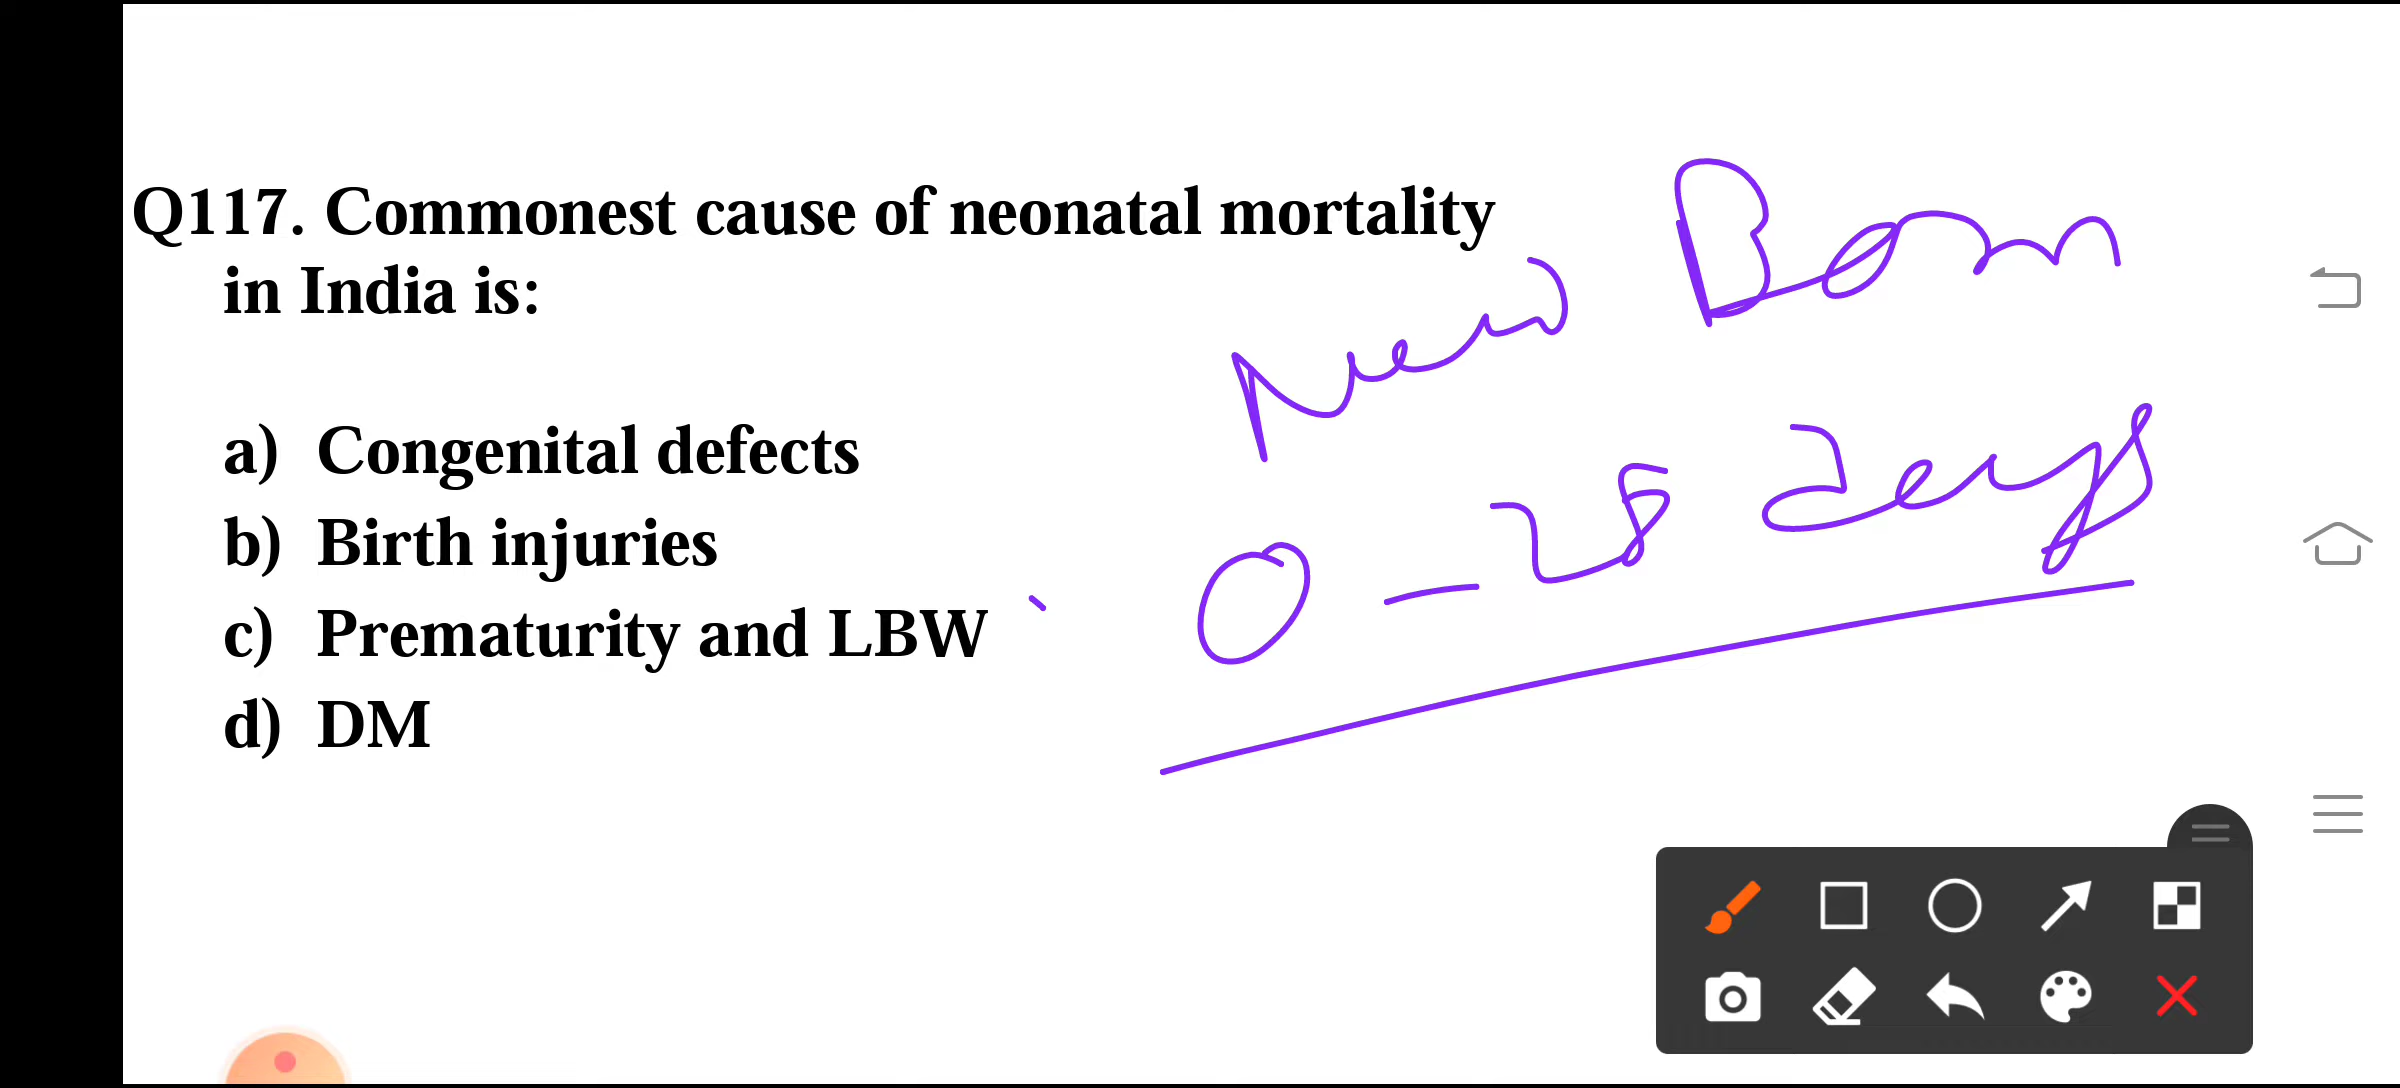 Q117. Commonest cause of neonatal mortality
in India is:
New Born
a) Congenital defects
0 - 28 days
b) Birth injuries
c) Prematurity and LBW
d) DM